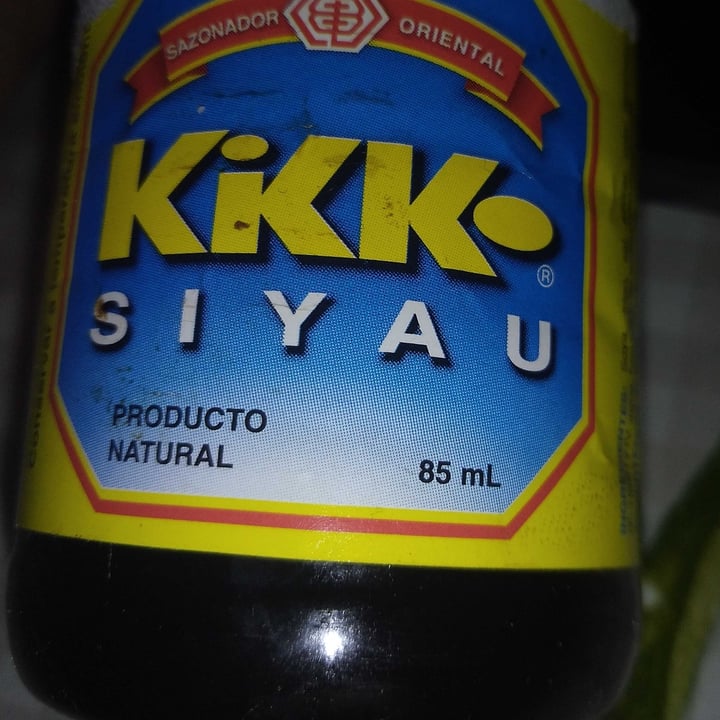 SAZONADOR ORIENTAL
KiKKo®
SIYAU
PRODUCTO
NATURAL
85 mL